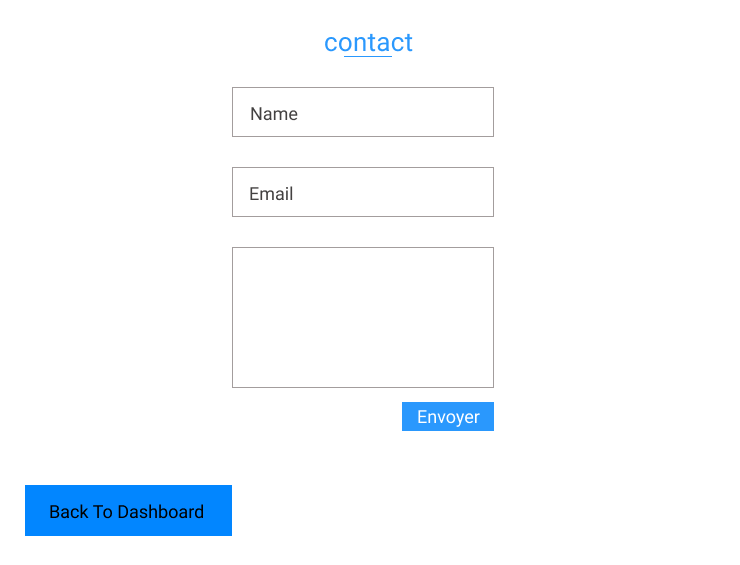 contact
Name
Email
Envoyer
Back To Dashboard